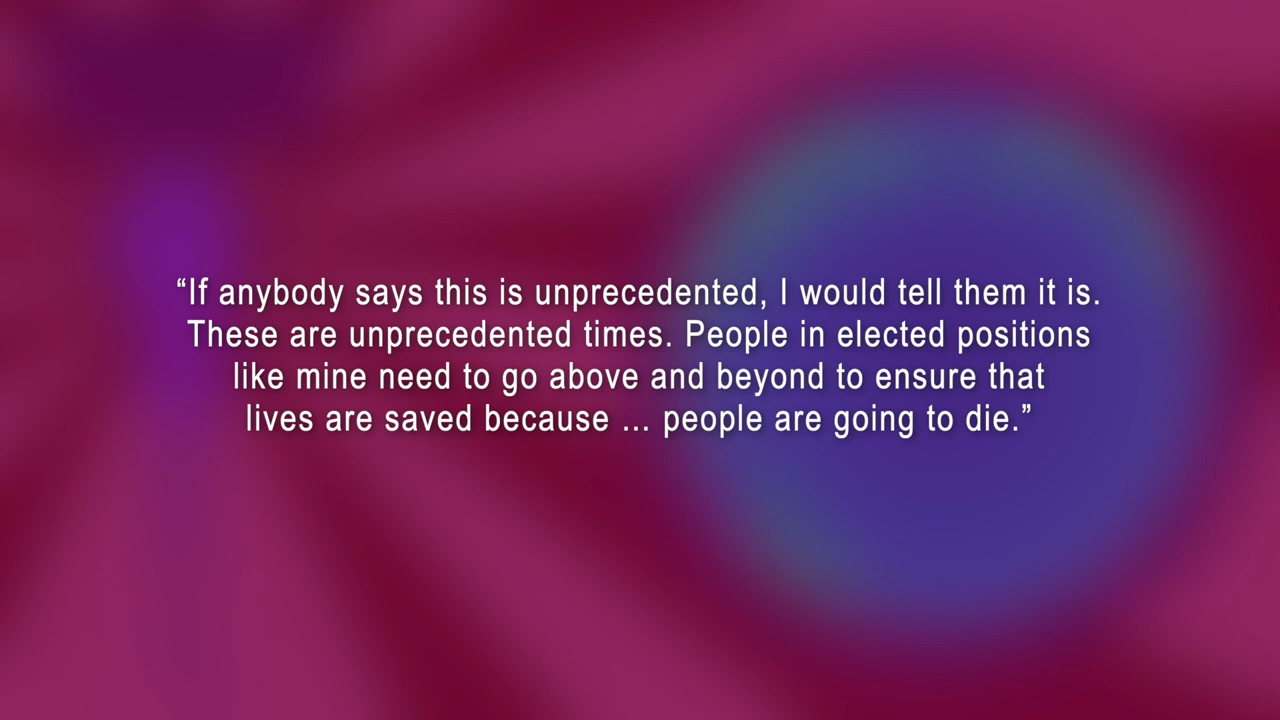 “If anybody says this is unprecedented, I would tell them it is.
These are unprecedented times. People in elected positions
like mine need to go above and beyond to ensure that
lives are saved because ... people are going to die.”